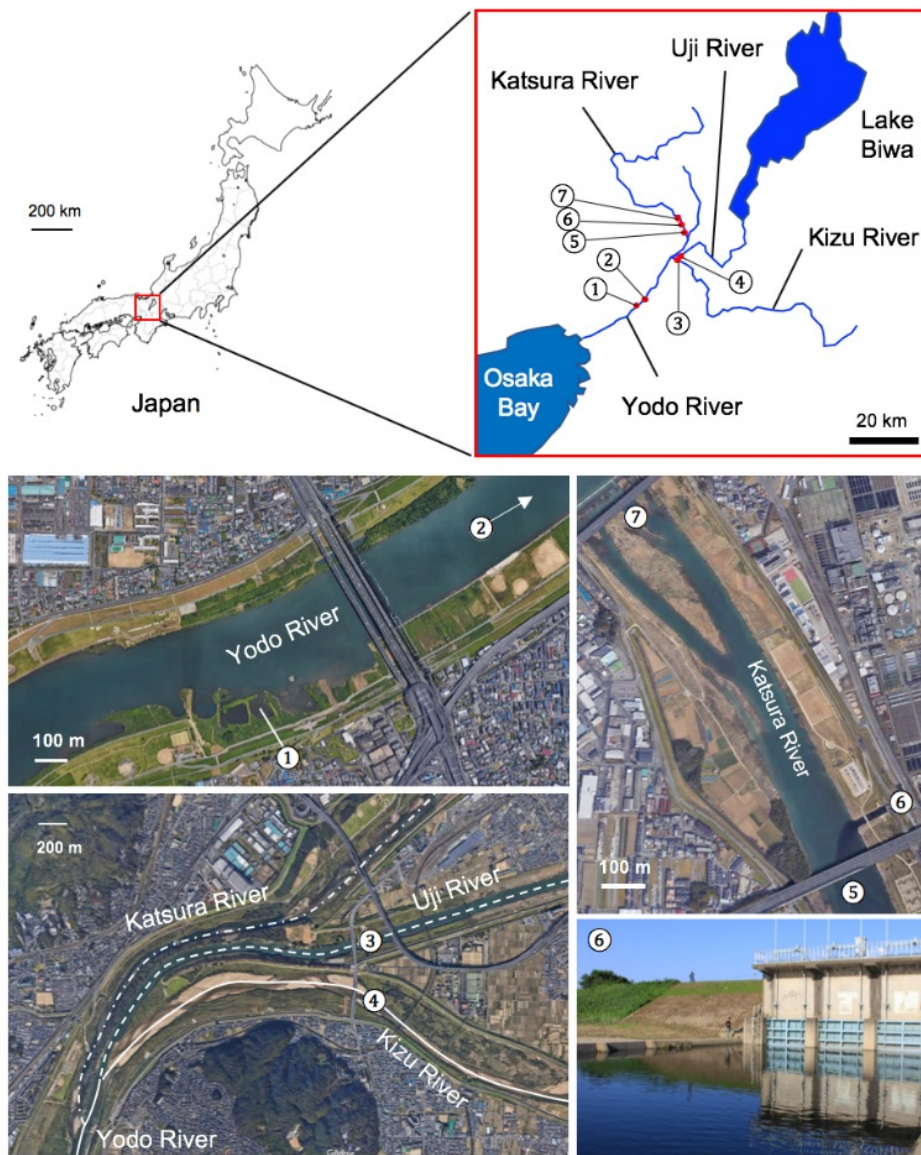 200 km
Japan
Katsura River
Uji River
Lake
Biwa
7
6
5
2
1
4
3
Kizu River
Osaka
Bay
Yodo River
20 km
2
Yodo River
100 m
1
7
Katsura River
6
100 m
5
200 m
Katsura River
Uji River
3
4
Kizu River
Yodo River
6